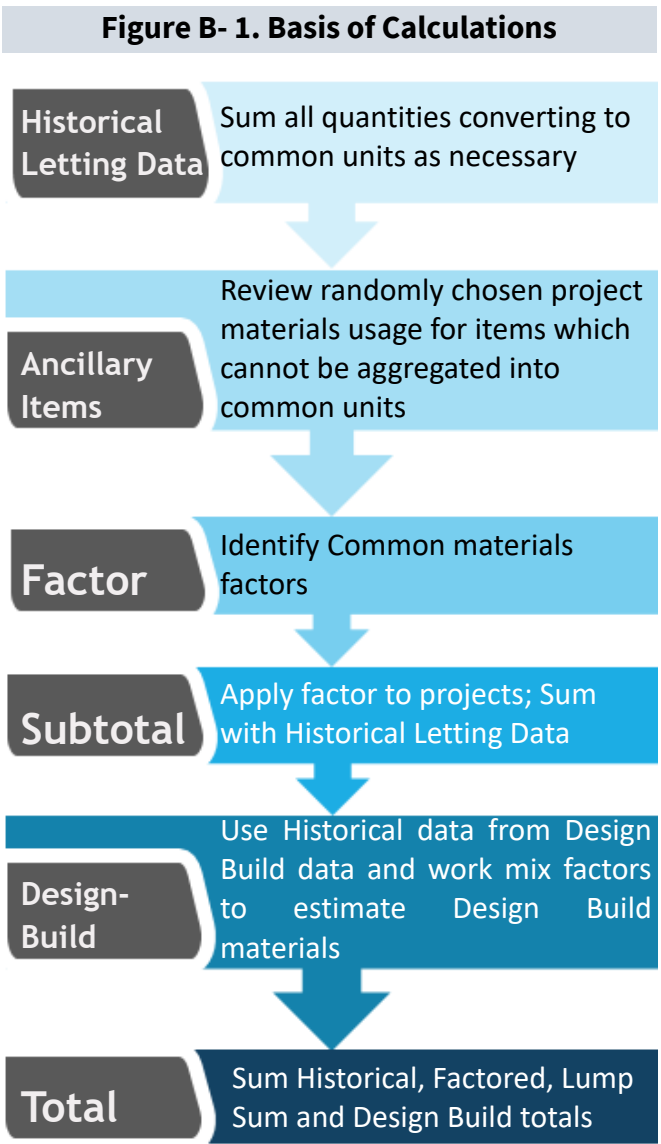 Figure B- 1. Basis of Calculations
Historical
Letting Data
Sum all quantities converting to
common units as necessary
Ancillary
Items
Review randomly chosen project
materials usage for items which
cannot be aggregated into
common units
Factor
Identify Common materials
factors
Subtotal
Apply factor to projects; Sum
with Historical Letting Data
Design-
Build
Use Historical data from Design
Build data and work mix factors
to estimate Design Build
materials
Total
Sum Historical, Factored, Lump
Sum and Design Build totals